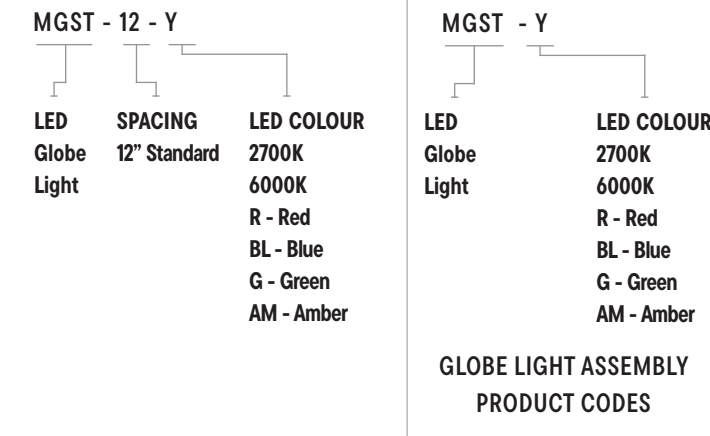 MGST - 12 - Y
LED SPACING LED COLOUR
Globe 12” Standard 2700K
Light 6000K
R - Red
BL - Blue
G - Green
AM - Amber
MGST - Y
LED LED COLOUR
Globe 2700K
Light 6000K
R - Red
BL - Blue
G - Green
AM - Amber
GLOBE LIGHT ASSEMBLY
PRODUCT CODES